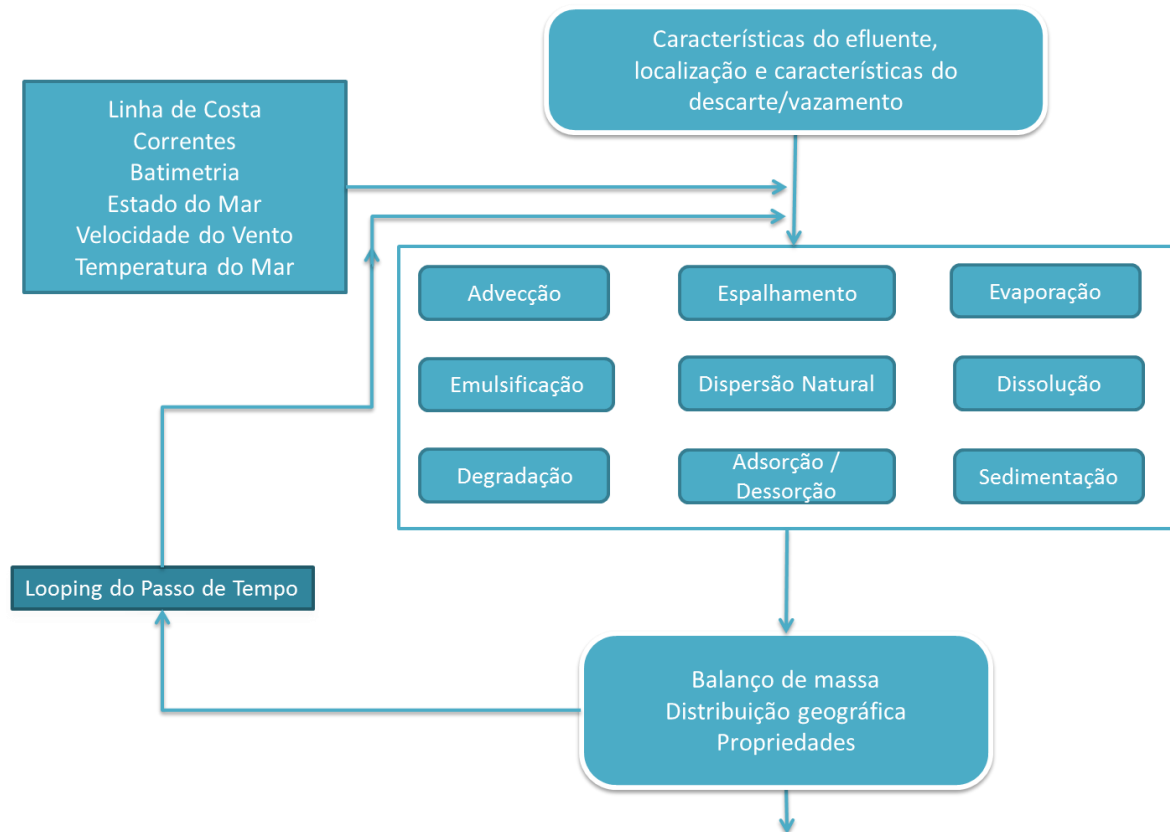 Características do efluente,
localização e características do
descarte/vazamento
Linha de Costa
Correntes
Batimetria
Estado do Mar
Velocidade do Vento
Temperatura do Mar
Advecção
Espalhamento
Evaporação
Emulsificação
Dispersão Natural
Dissolução
Degradação
Adsorção /
Dessorção
Sedimentação
Looping do Passo de Tempo
Balanço de massa
Distribuição geográfica
Propriedades